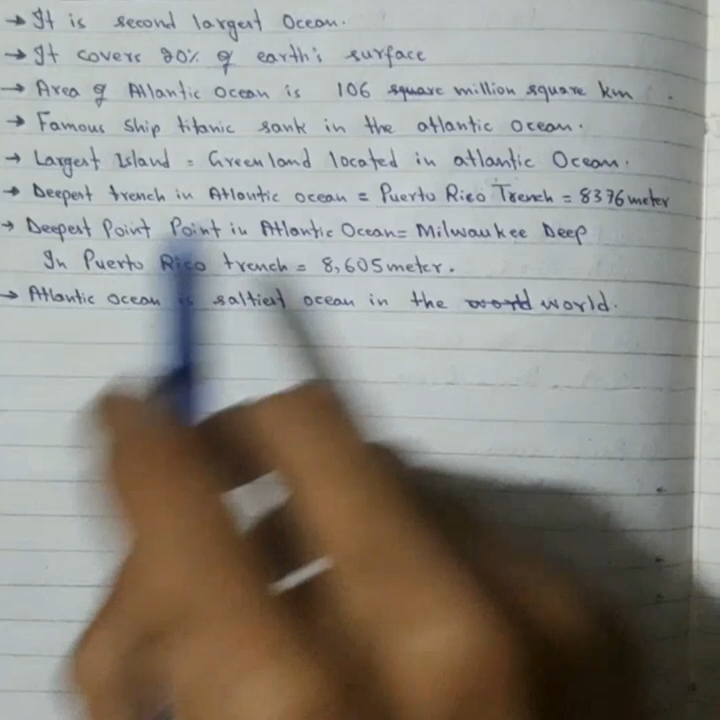 → It is second largest Ocean.
→ It covers 20% of earth's surface
→ Area of Atlantic Ocean is 106 square million square km
→ Famous Ship titanic sank in the atlantic Ocean.
→ Largest Island = Greenland located in atlantic Ocean.
→ Deepest trench in Atlantic ocean = Puerto Rico Trench = 8376 meter
→ Deepest Point Point in Atlantic Ocean = Milwaukee Deep
In Puerto Rico trench = 8,605 meter.
→ Atlantic ocean is saltiest ocean in the world world.